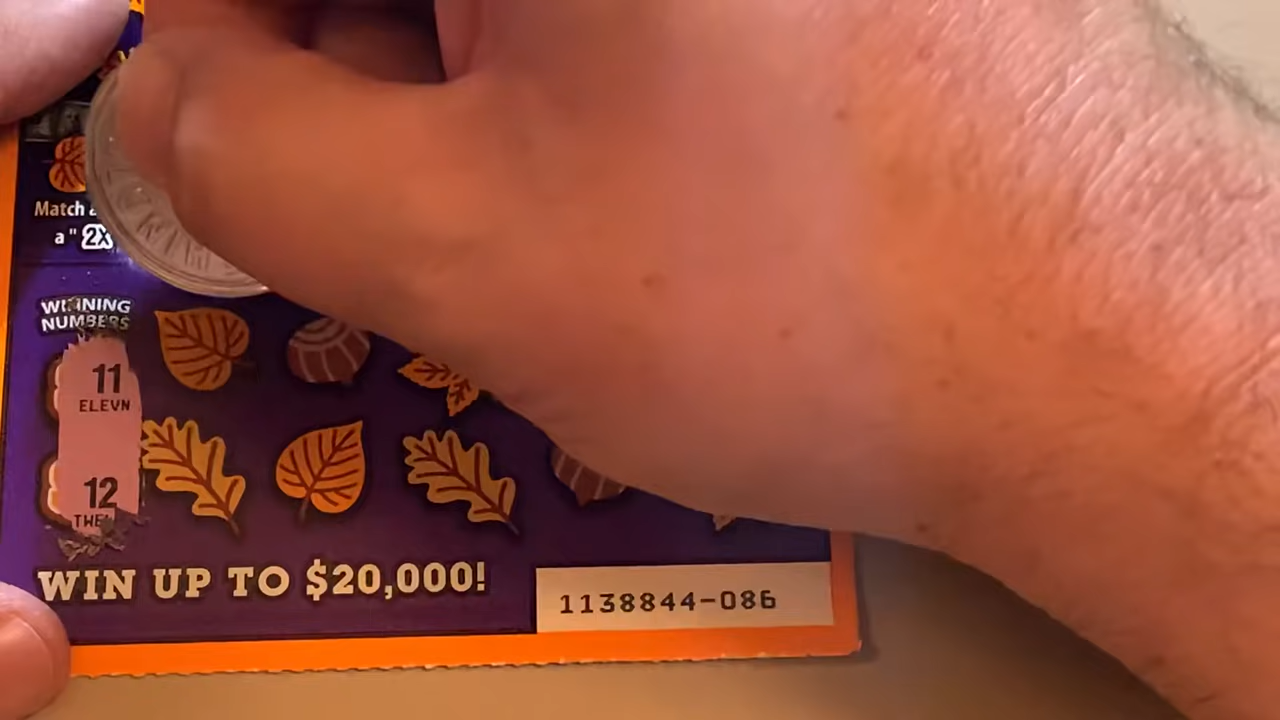 Match
a "2X
WINNING
NUMBERS
11
ELEVN
12
WIN UP TO $20,000!
1138844-086